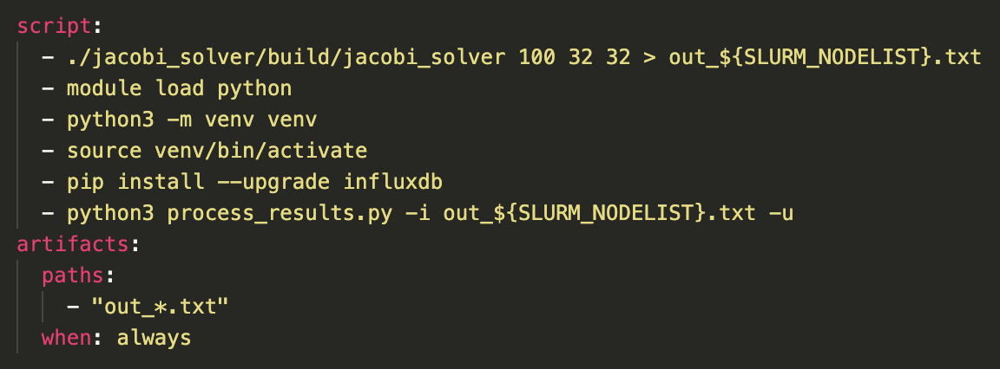 script:
  - ./jacobi_solver/build/jacobi_solver 100 32 32 > out_${SLURM_NODELIST}.txt
  - module load python
  - python3 -m venv venv
  - source venv/bin/activate
  - pip install --upgrade influxdb
  - python3 process_results.py -i out_${SLURM_NODELIST}.txt -u
artifacts:
  paths:
    - "out_*.txt"
  when: always